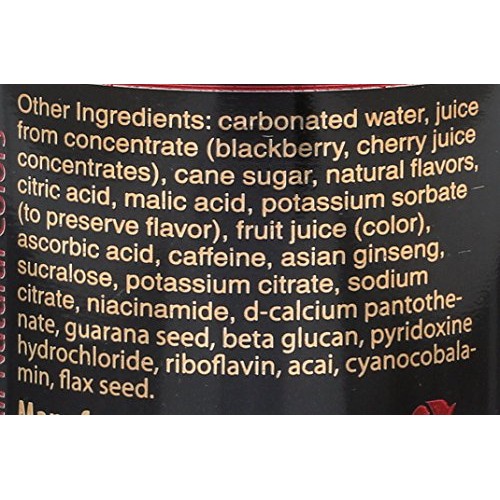 Other Ingredients: carbonated water, juice
from concentrate (blackberry, cherry juice
concentrates), cane sugar, natural flavors,
citric acid, malic acid, potassium sorbate
(to preserve flavor), fruit juice (color),
ascorbic acid, caffeine, asian ginseng,
sucralose, potassium citrate, sodium
citrate, niacinamide, d-calcium pantothe-
nate, guarana seed, beta glucan, pyridoxine
hydrochloride, riboflavin, acai, cyanocobala-
min, flax seed.
Natural Colors